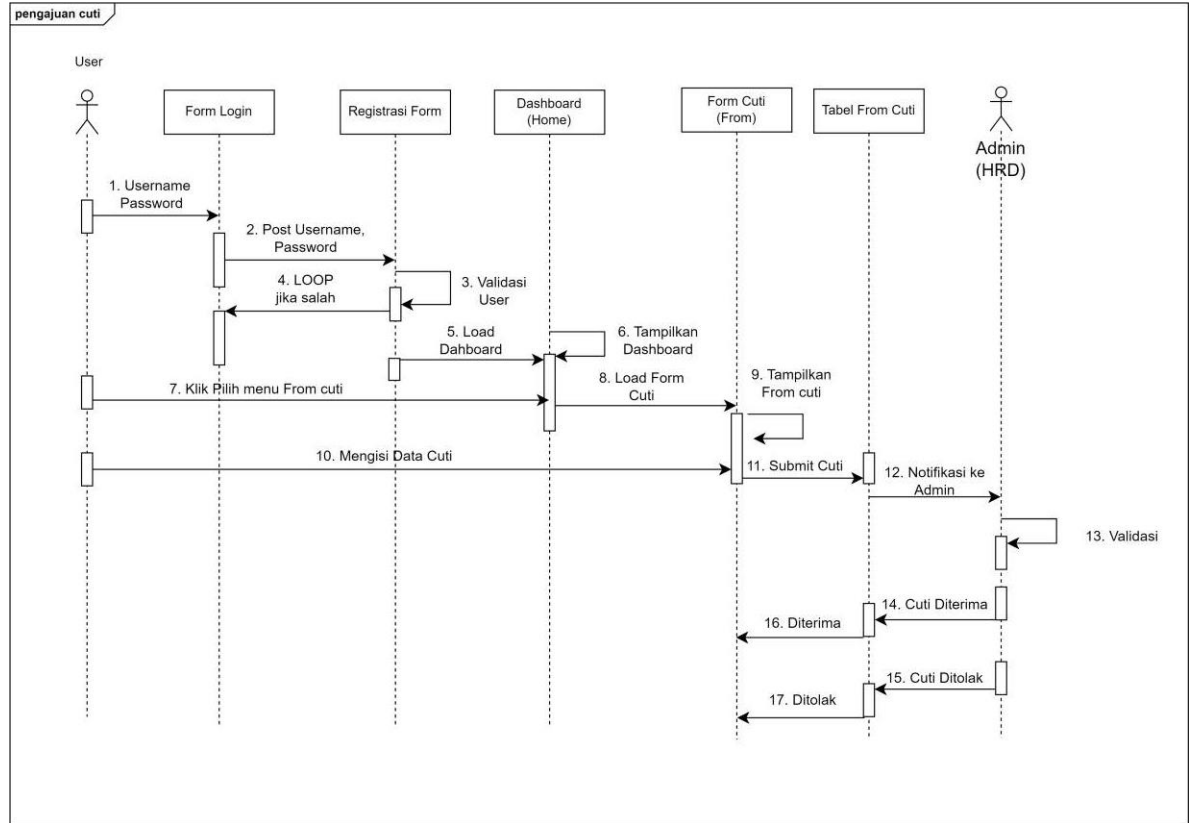 pengajuan cuti
User
Form Login
Registrasi Form
Dashboard
(Home)
Form Cuti
(From)
Tabel From Cuti
Admin
(HRD)
1. Username
Password
2. Post Username,
Password
3. Validasi
User
4. LOOP
jika salah
5. Load
Dahboard
6. Tampilkan
Dashboard
7. Klik Pilih menu From cuti
8. Load Form
Cuti
9. Tampilkan
From cuti
10. Mengisi Data Cuti
11. Submit Cuti
12. Notifikasi ke
Admin
13. Validasi
14. Cuti Diterima
16. Diterima
15. Cuti Ditolak
17. Ditolak